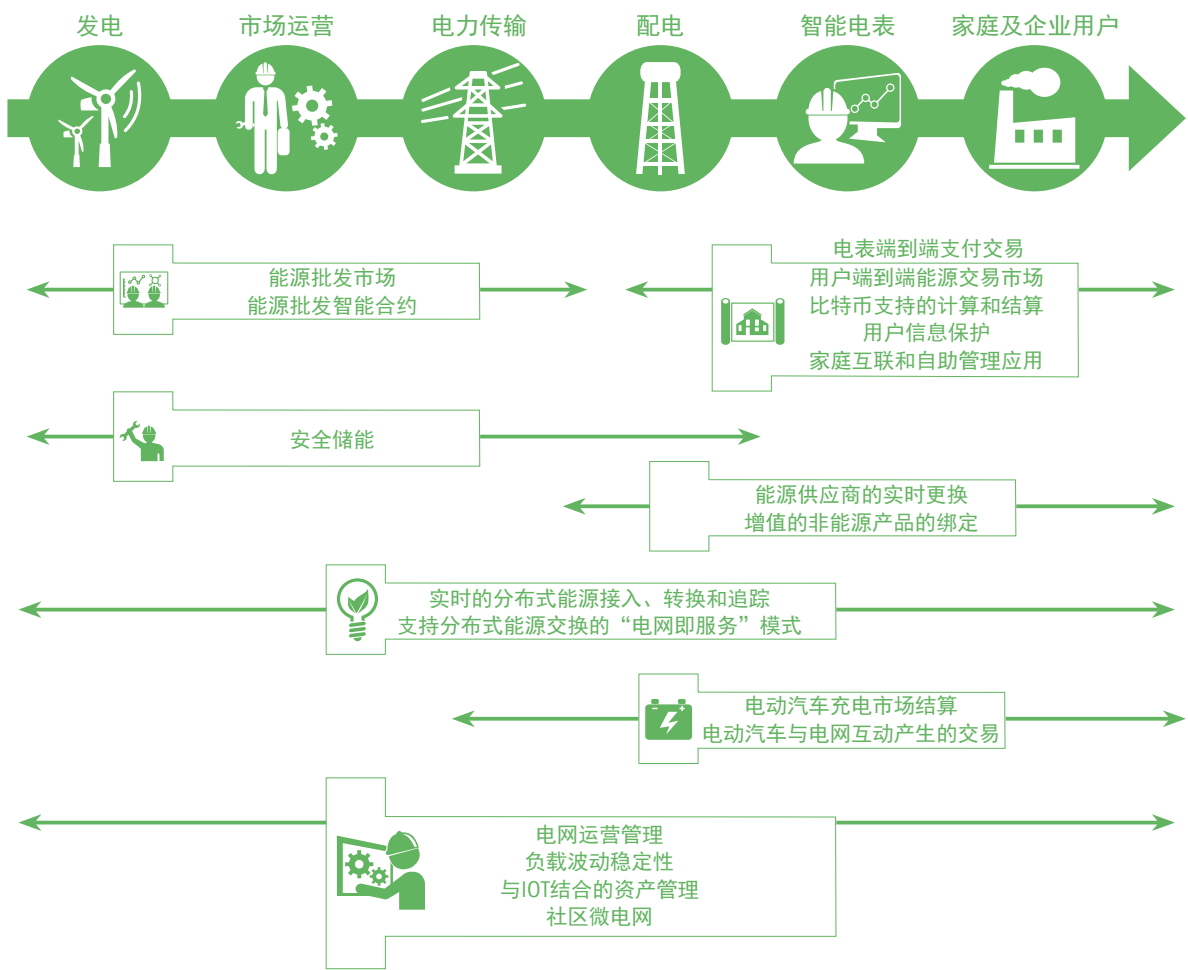 发电
市场运营
电力传输
配电
智能电表
家庭及企业用户
能源批发市场
能源批发智能合约
电表端到端支付交易
用户端到端能源交易市场
比特币支持的计算和结算
用户信息保护
家庭互联和自助管理应用
安全储能
能源供应商的实时更换
增值的非能源产品的绑定
实时的分布式能源接入、转换和追踪
支持分布式能源交换的“电网即服务”模式
电动汽车充电市场结算
电动汽车与电网互动产生的交易
电网运营管理
负载波动稳定性
与IOT结合的资产管理
社区微电网